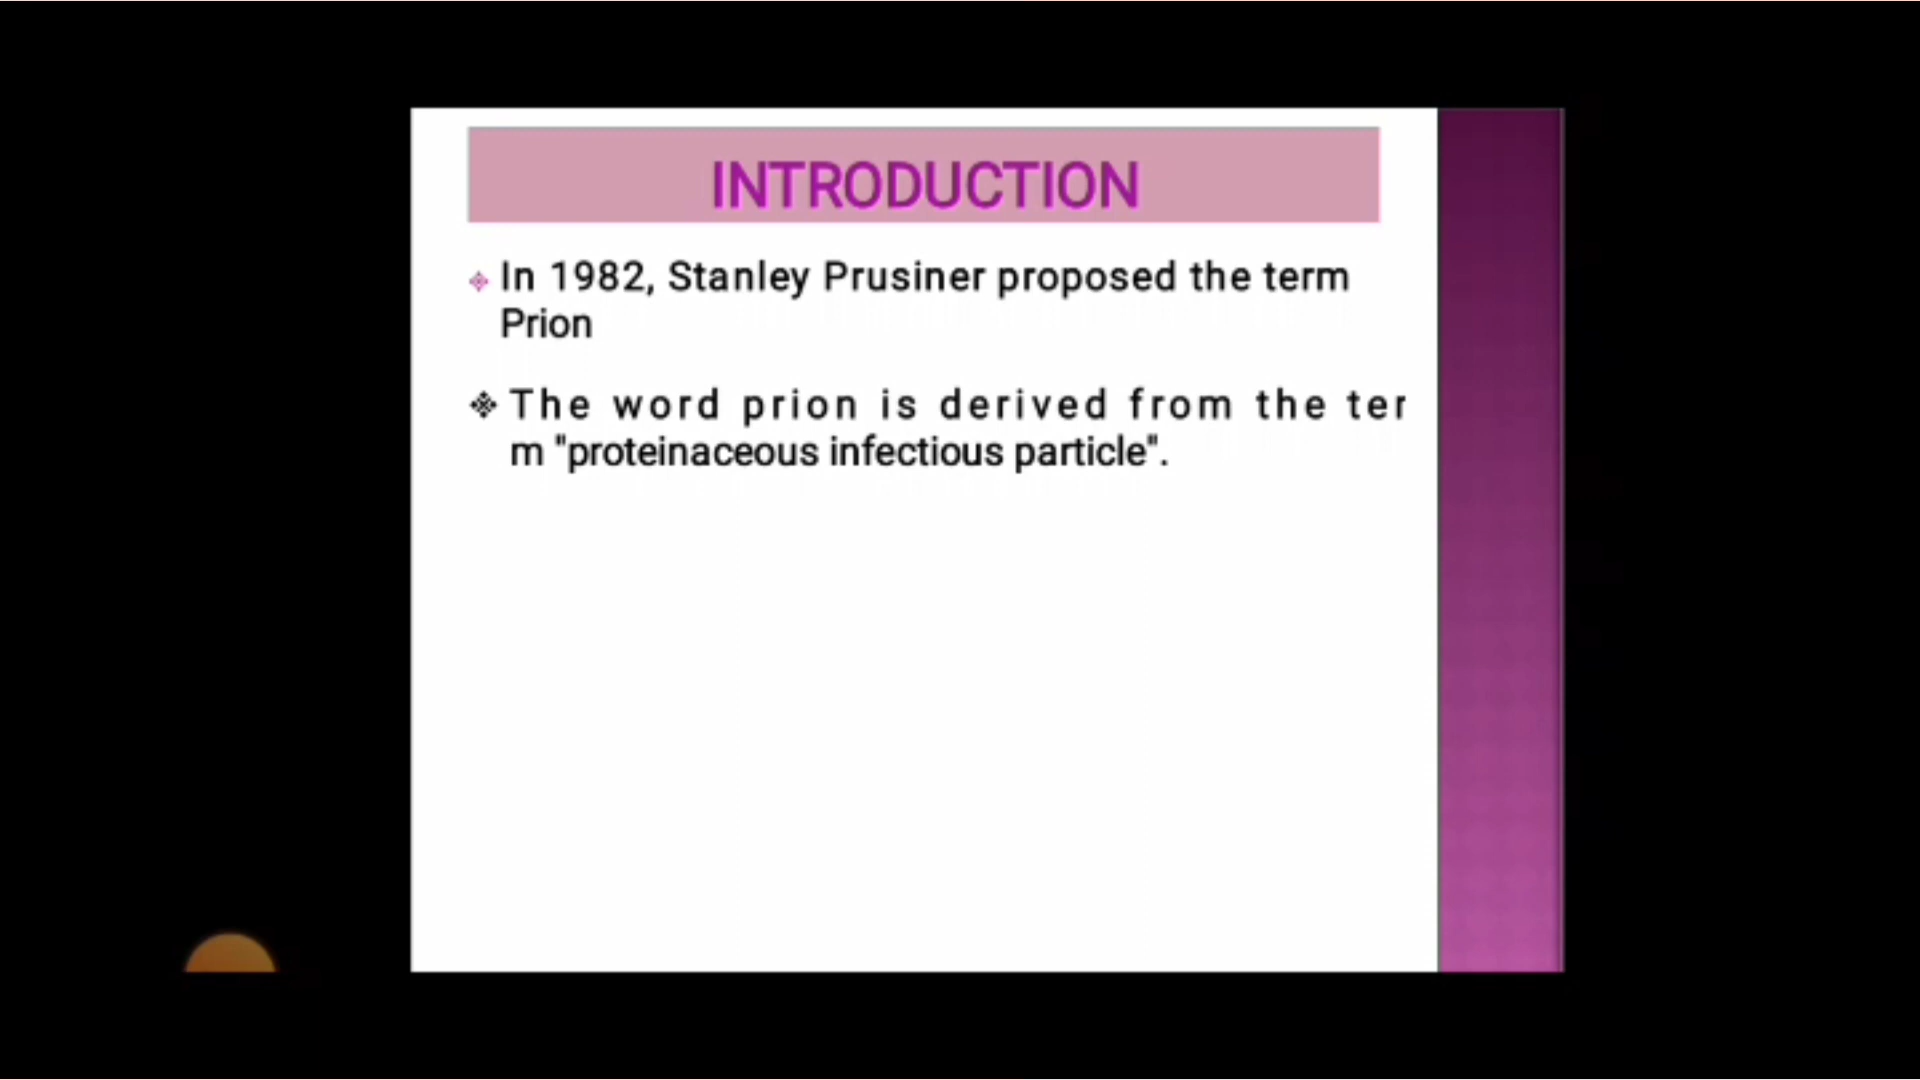 INTRODUCTION
In 1982, Stanley Prusiner proposed the term
Prion
The word prion is derived from the ter
m "proteinaceous infectious particle".